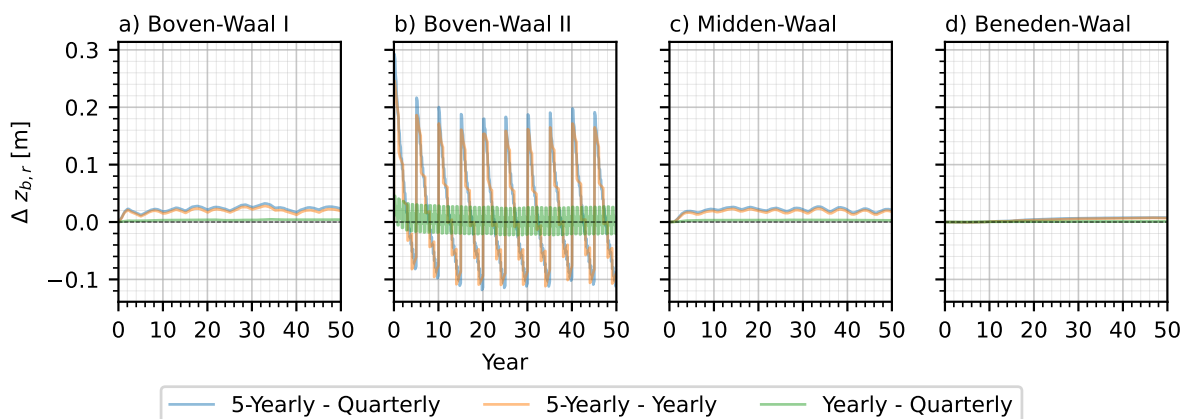 a) Boven-Waal I b) Boven-Waal II c) Midden-Waal d) Beneden-Waal
0.3
0.2
0.1
0.0
−0.1
Δ z_{b, r} [m]
0 10 20 30 40 50 0 10 20 30 40 50 0 10 20 30 40 50 0 10 20 30 40 50
Year
5-Yearly - Quarterly 5-Yearly - Yearly Yearly - Quarterly